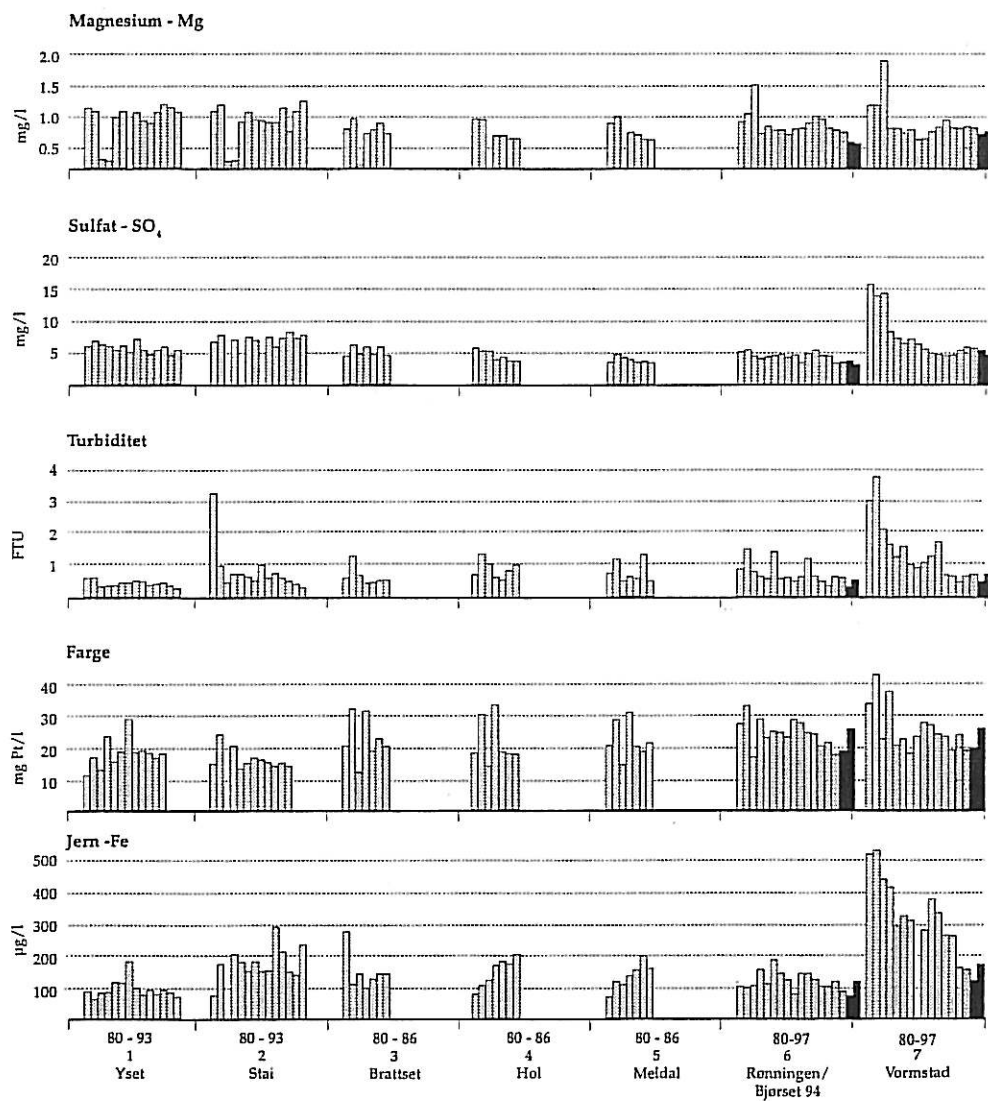 Magnesium - Mg
2.0
1.5
1.0
0.5
mg/l
Sulfat - SO4
20
15
10
5
mg/l
Turbiditet
4
3
2
1
FTU
Farge
40
30
20
10
mg Pt/l
Jern -Fe
500
400
300
200
100
µg/l
80 - 93
1
Yset
80 - 93
2
Stai
80 - 86
3
Brattset
80 - 86
4
Hol
80 - 86
5
Meldal
80-97
6
Rønningen/
Bjørset 94
80-97
7
Vormstad